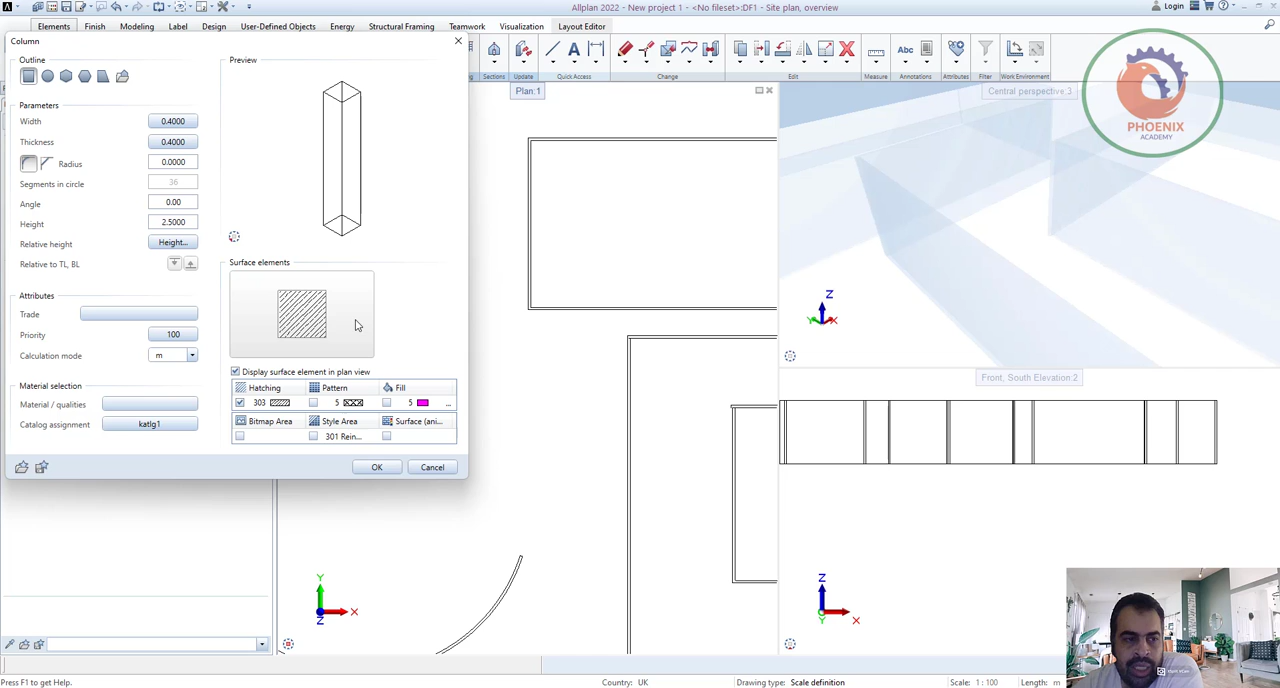 Allplan 2022 - New project 1 - <No fileset>:DF1 - Site plan, overview
Login
Elements Finish Modeling Label Design User-Defined Objects Energy Structural Framing Teamwork Visualization Layout Editor
Sections Update Quick Access Change Edit Measure Annotations Attributes Filter Work Environment
A
Abc
PHOENIX
ACADEMY
Column
Outline
Preview
Parameters
Width 0.4000
Thickness 0.4000
Radius 0.0000
Segments in circle 36
Angle 0.00
Height 2.5000
Relative height Height...
Relative to TL, BL
Attributes
Trade
Priority 100
Calculation mode m
Material selection
Material / qualities
Catalog assignment katlg1
Surface elements
Display surface element in plan view
Hatching Pattern Fill
303 5 5 ...
Bitmap Area Style Area Surface (ani...
301 Rein...
OK Cancel
Plan:1
Central perspective:3
Front, South Elevation:2
Z
Y X
Y
X
Z
Z
X
Y
Press F1 to get Help.
Country: UK
Drawing type: Scale definition
Scale: 1 : 100
Length: m